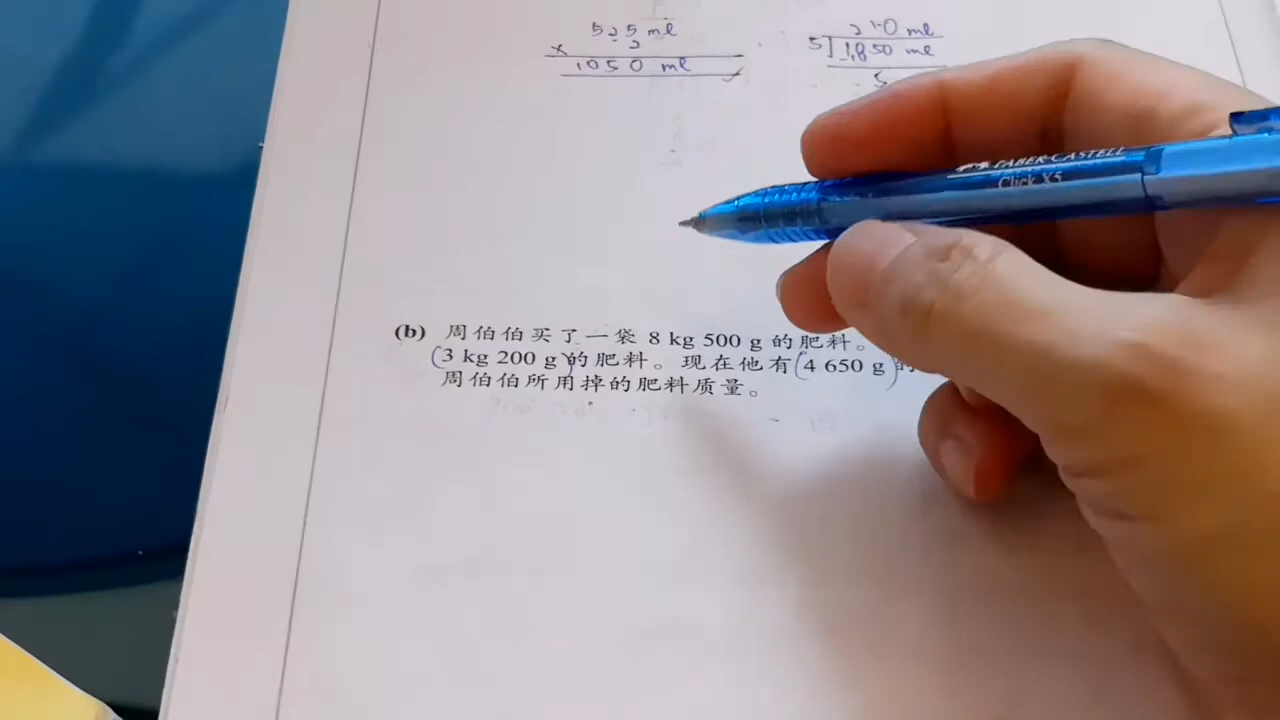 525 ml
× 2
1050 ml
210 ml
5 1,050 ml
5
FABER-CASTELL
Click X5
(b) 周伯伯买了一袋 8 kg 500 g 的肥料。
(3 kg 200 g)的肥料。现在他有(4 650 g)的
周伯伯所用掉的肥料质量。